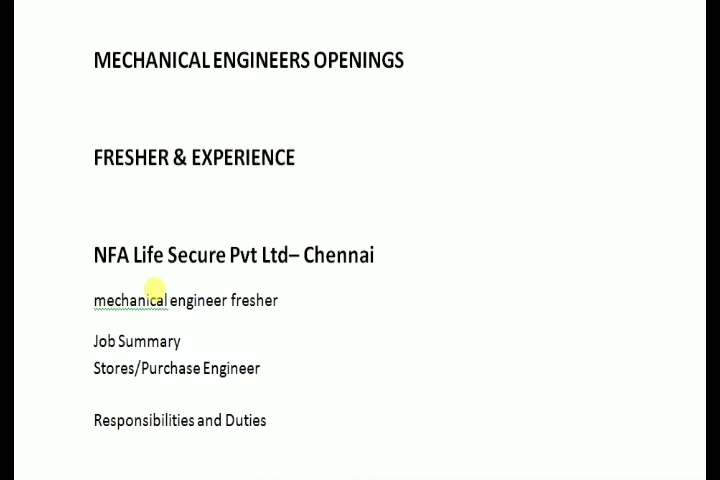 MECHANICAL ENGINEERS OPENINGS
FRESHER & EXPERIENCE
NFA Life Secure Pvt Ltd– Chennai
mechanical engineer fresher
Job Summary
Stores/Purchase Engineer
Responsibilities and Duties